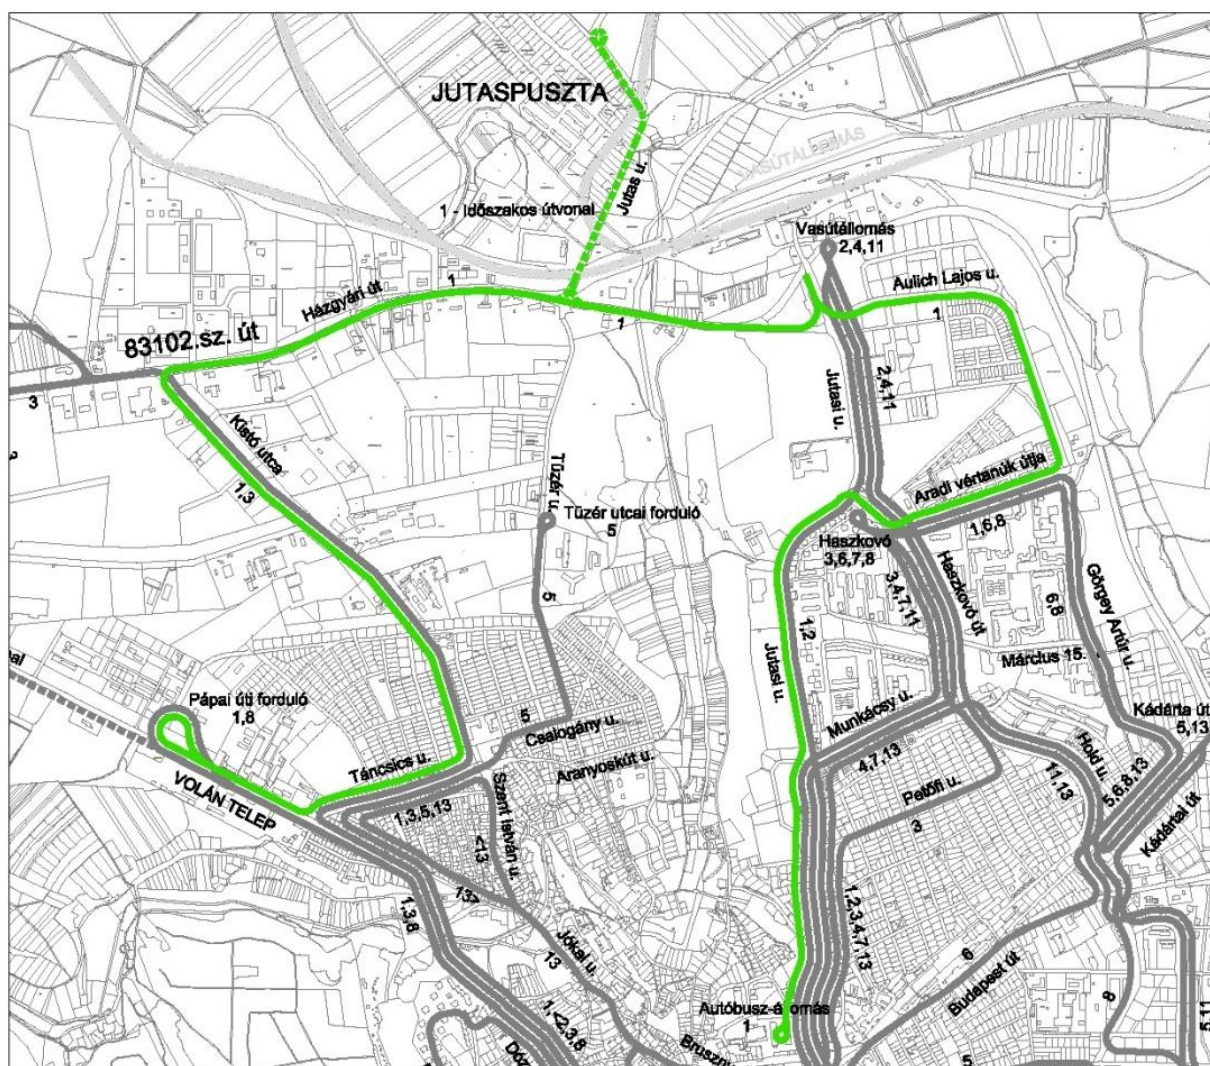 JUTASPUSZTA
VASÚTÁLLOMÁS
Jutas u.
1 - Időszakos útvonal
Vasútállomás
2,4,11
Aulich Lajos u.
1
Házgyári út
1
1
83102.sz. út
3
2,4,11
Jutasi u.
Kistó utca
1,3
Tüzér u.
Tüzér utcai forduló
5
Aradi vértanúk útja
1,6,8
Haszkovó
3,6,7,8
3,4,7,11
Haszkovó út
5
1,2
6,8
Görgey Artúr u.
Március 15.
Jutasi u.
Pápai úti forduló
1,8
Munkácsy u.
Kádárta út
5,13
5
Csalogány u.
Táncsics u.
Aranyoskút u.
4,7,13
Hold u.
VOLÁN TELEP
1,3,5,13
Szent István u.
Petőfi u.
11,13
5,6,8,13
Kádártai út
3
<13
13>
1,3,8
1,2,3,4,7,13
Jókai u.
13
6
Budapest út
8
Autóbusz-állomás
1
1, <2,3,8
5,11
5